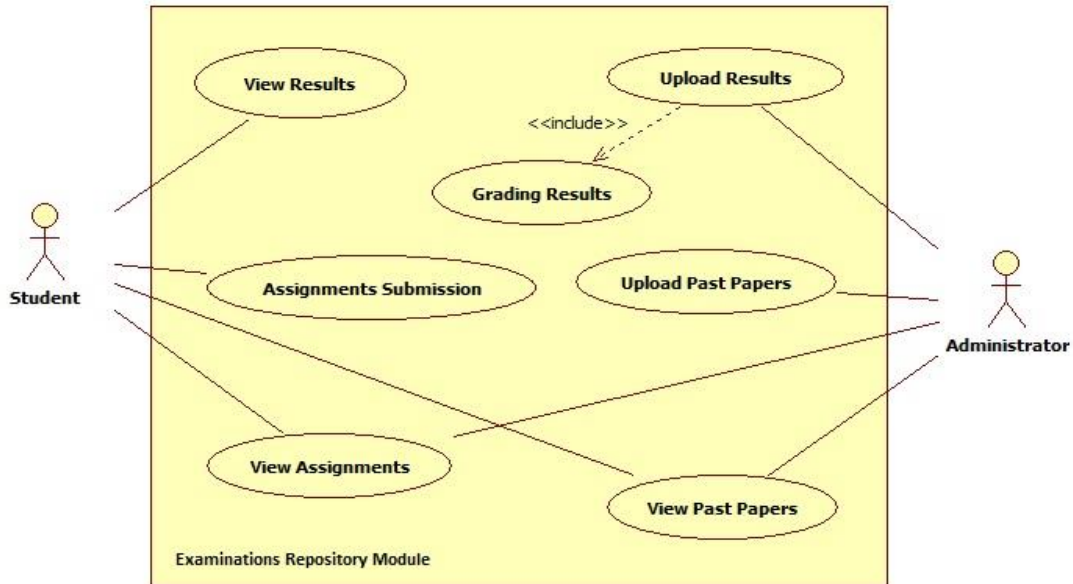 View Results
Upload Results
<<include>>
Grading Results
Student
Assignments Submission
Upload Past Papers
Administrator
View Assignments
View Past Papers
Examinations Repository Module